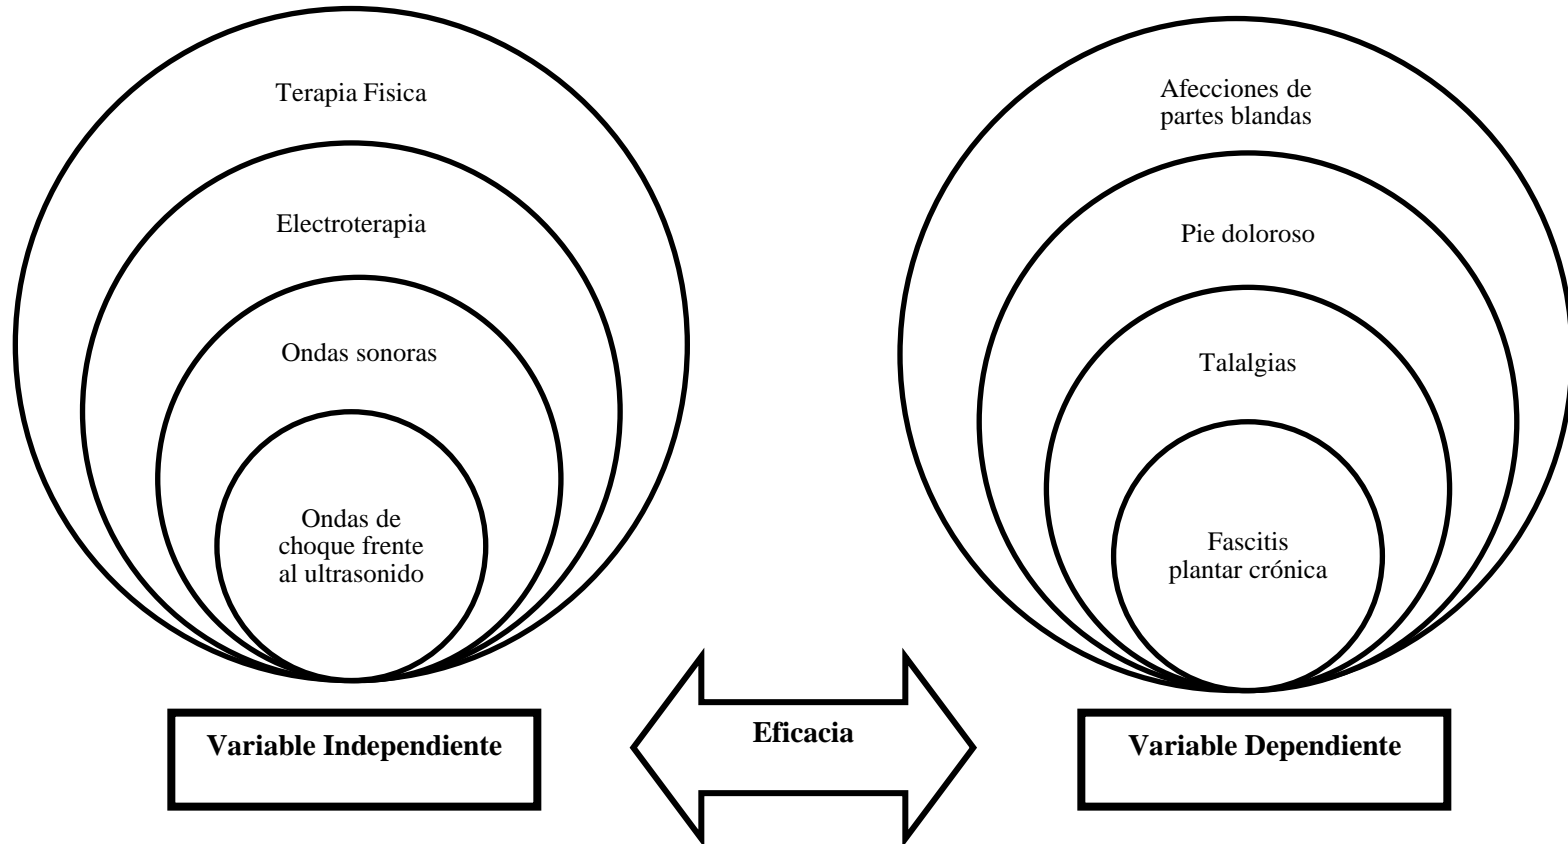 Terapia Fisica
Electroterapia
Ondas sonoras
Ondas de
choque frente
al ultrasonido
Variable Independiente
Eficacia
Afecciones de
partes blandas
Pie doloroso
Talalgias
Fascitis
plantar crónica
Variable Dependiente